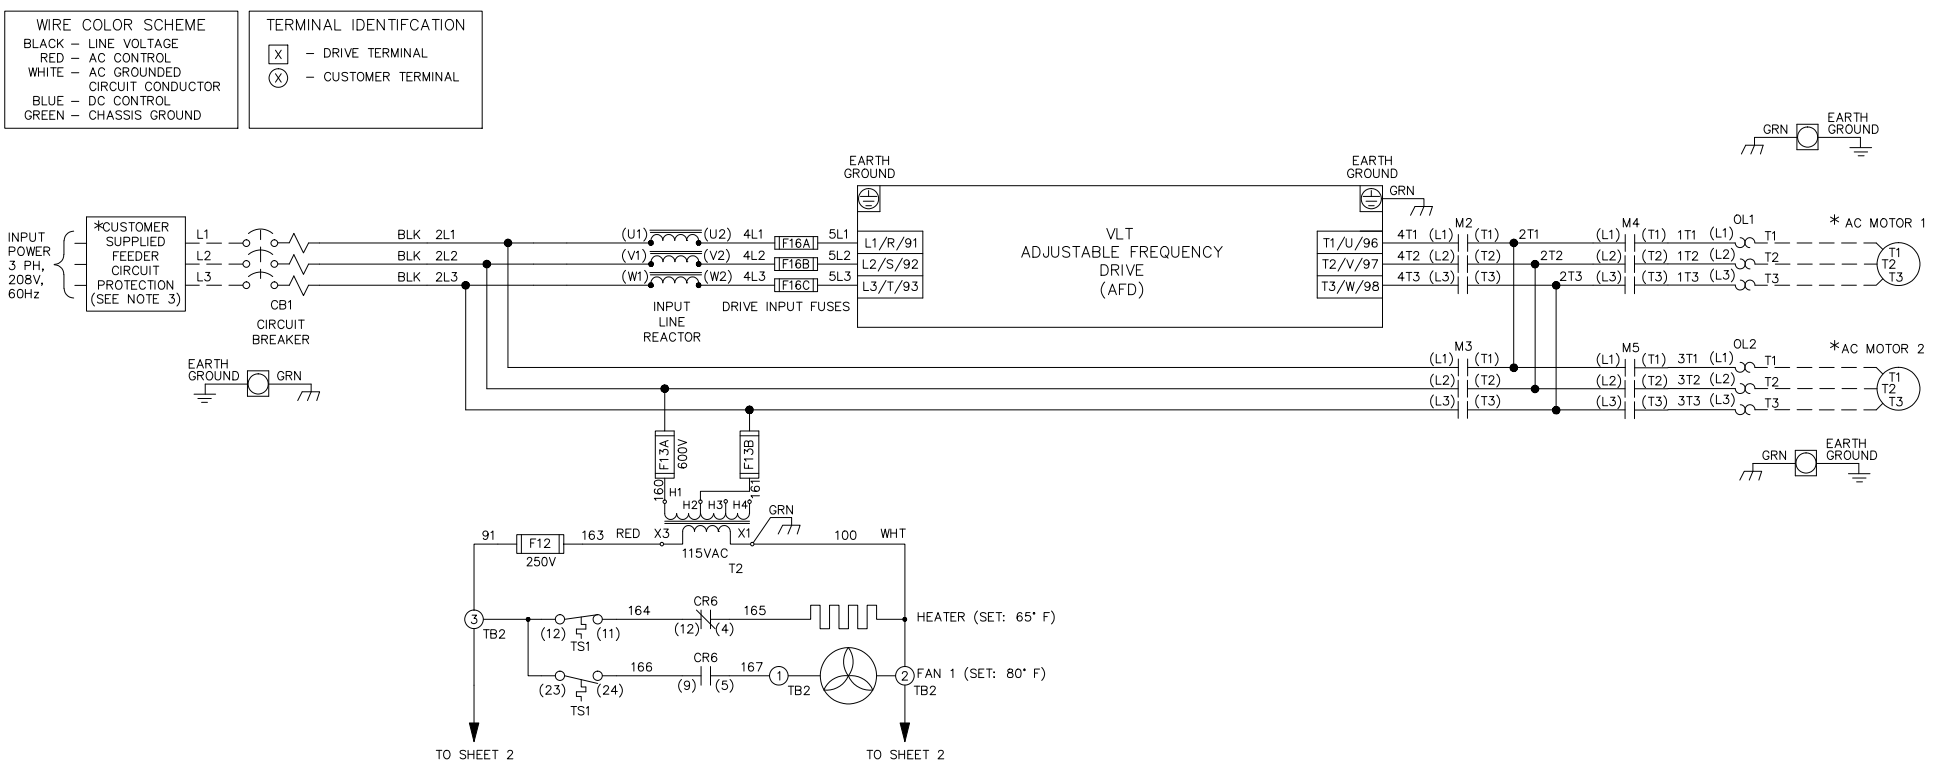 WIRE COLOR SCHEME
BLACK – LINE VOLTAGE
RED – AC CONTROL
WHITE – AC GROUNDED
CIRCUIT CONDUCTOR
BLUE – DC CONTROL
GREEN – CHASSIS GROUND
TERMINAL IDENTIFCATION
X – DRIVE TERMINAL
X – CUSTOMER TERMINAL
INPUT
POWER
3 PH,
208V,
60Hz
*CUSTOMER
SUPPLIED
FEEDER
CIRCUIT
PROTECTION
(SEE NOTE 3)
L1
L2
L3
CB1
CIRCUIT
BREAKER
BLK 2L1
BLK 2L2
BLK 2L3
(U1) (U2) 4L1 F16A 5L1
(V1) (V2) 4L2 F16B 5L2
(W1) (W2) 4L3 F16C 5L3
INPUT
LINE
REACTOR
DRIVE INPUT FUSES
EARTH
GROUND
L1/R/91
L2/S/92
L3/T/93
VLT
ADJUSTABLE FREQUENCY
DRIVE
(AFD)
EARTH
GROUND
GRN
T1/U/96
T2/V/97
T3/W/98
M2
4T1 (L1) (T1) 2T1
4T2 (L2) (T2) 2T2
4T3 (L3) (T3) 2T3
M4
OL1
(L1) (T1) 1T1 (L1) T1
(L2) (T2) 1T2 (L2) T2
(L3) (T3) 1T3 (L3) T3
* AC MOTOR 1
T1
T2
T3
GRN
EARTH
GROUND
M3
(L1) (T1)
(L2) (T2)
(L3) (T3)
M5
OL2
(L1) (T1) 3T1 (L1) T1
(L2) (T2) 3T2 (L2) T2
(L3) (T3) 3T3 (L3) T3
*AC MOTOR 2
T1
T2
T3
GRN
EARTH
GROUND
EARTH
GROUND
GRN
F13A
600V
F13B
160
161
H1
H2 H3 H4
GRN
91 F12 163 RED X3 X1 100 WHT
250V
115VAC
T2
3
TB2
(12) (11)
TS1
164
CR6
(12) (4)
165
HEATER (SET: 65° F)
(23) (24)
TS1
166
CR6
(9) (5)
167
1
TB2
2
TB2
FAN 1 (SET: 80° F)
TO SHEET 2
TO SHEET 2